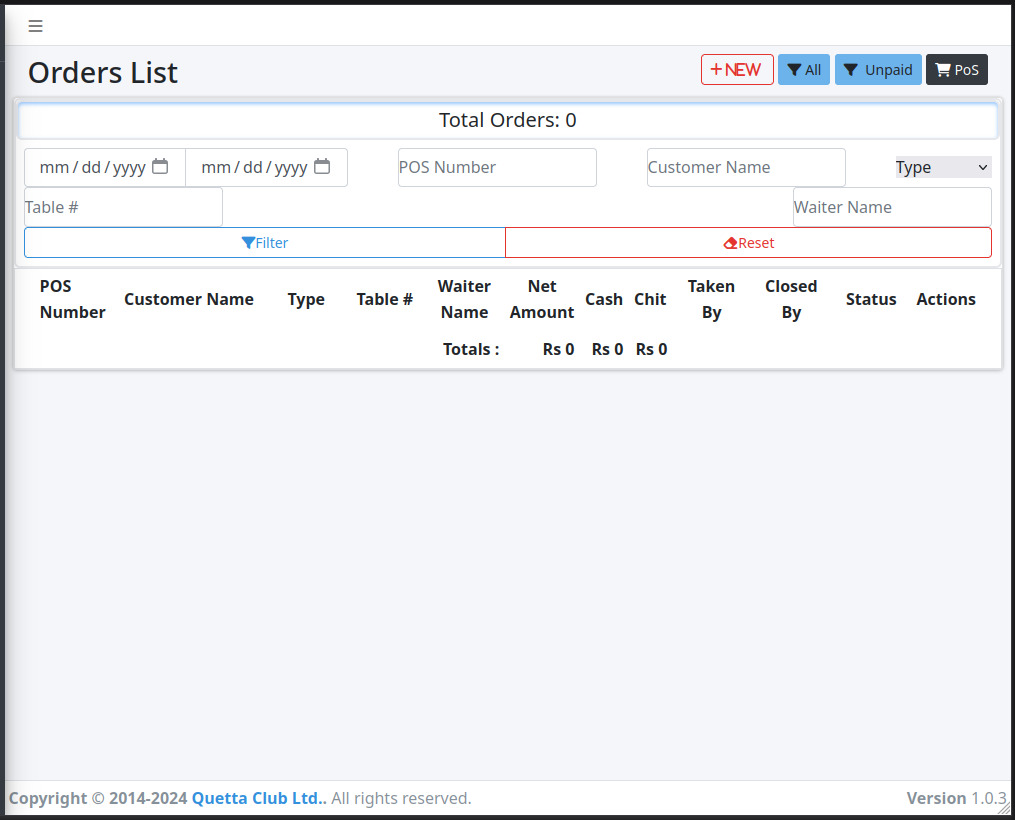 Orders List
+NEW All Unpaid PoS
Total Orders: 0
mm/dd/yyyy mm/dd/yyyy POS Number Customer Name Type
Table # Waiter Name
Filter Reset
POS Number Customer Name Type Table # Waiter Name Net Amount Cash Chit Taken By Closed By Status Actions
Totals : Rs 0 Rs 0 Rs 0
Copyright © 2014-2024 Quetta Club Ltd.. All rights reserved. Version 1.0.3